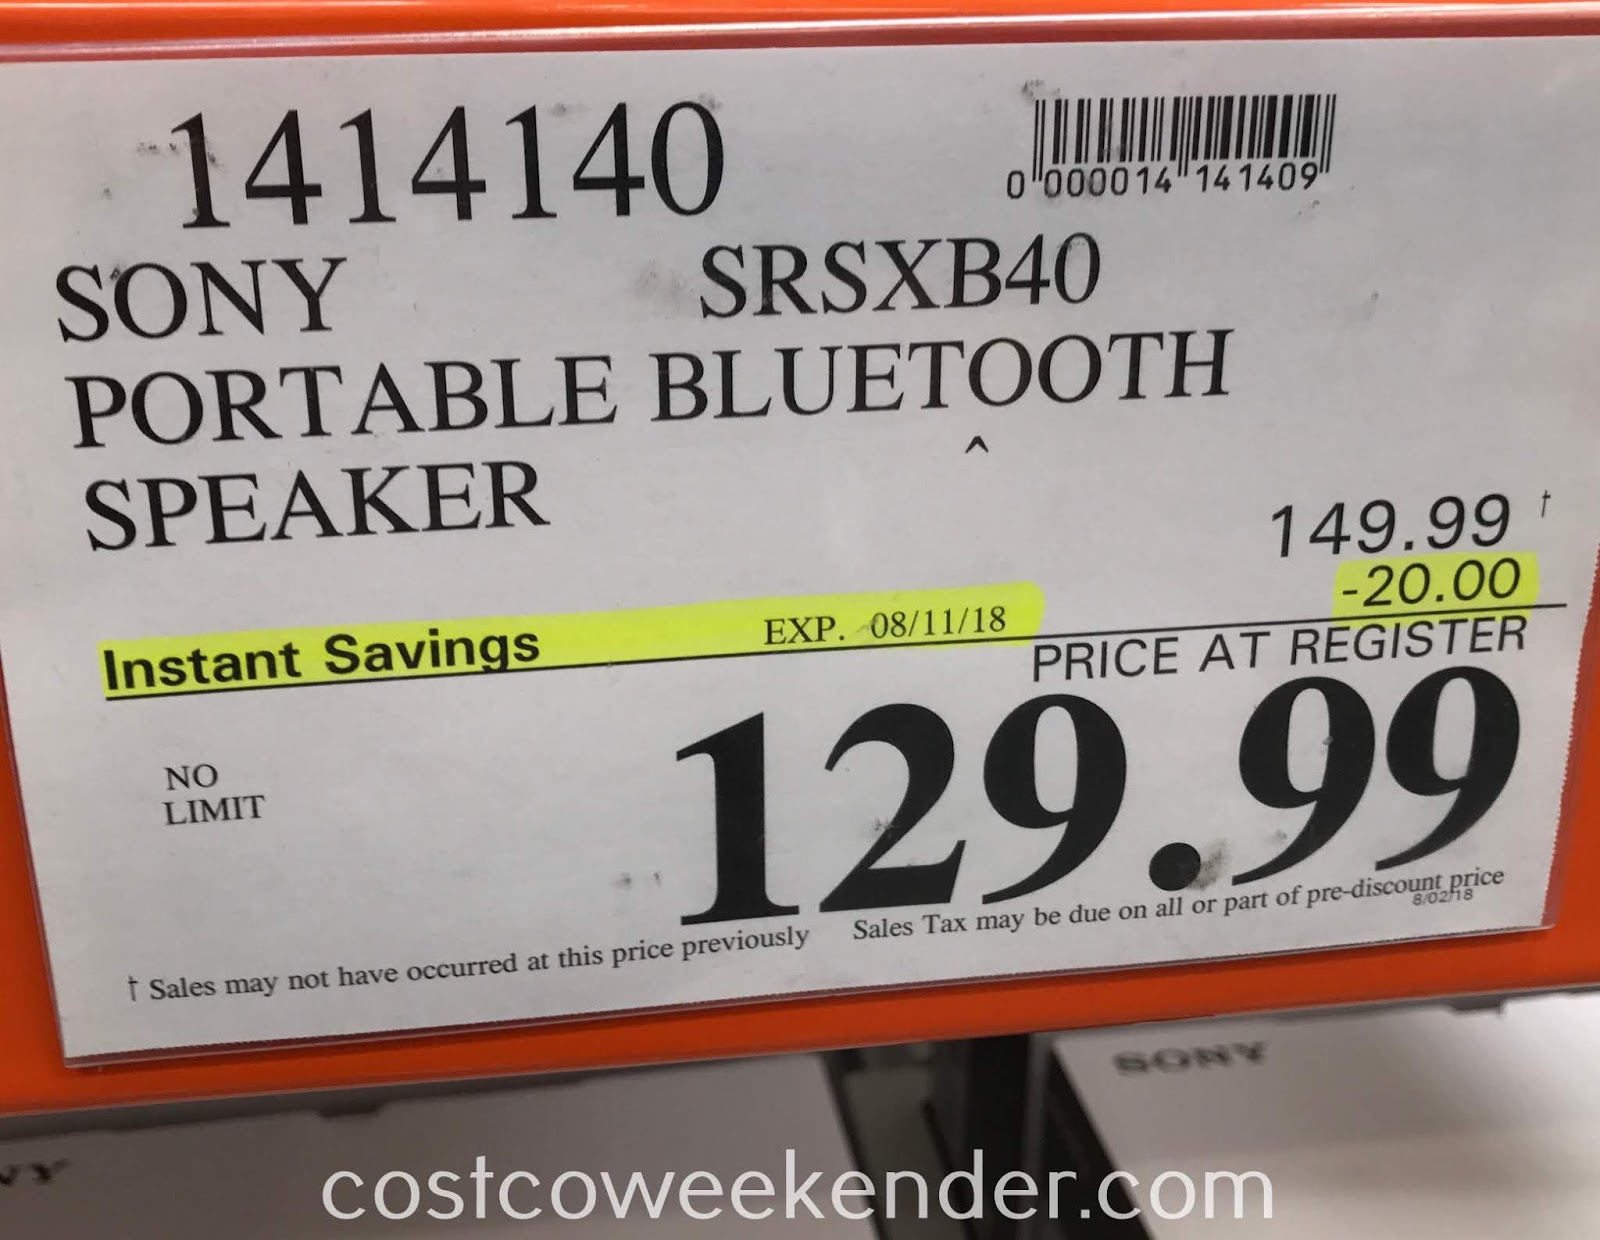 1414140
0 000014 141409
SONY SRSXB40
PORTABLE BLUETOOTH
^
SPEAKER
149.99 †
-20.00
Instant Savings EXP. 08/11/18
PRICE AT REGISTER
129.99
NO
LIMIT
† Sales may not have occurred at this price previously Sales Tax may be due on all or part of pre-discount price
8/02/18
SONY
costcoweekender.com